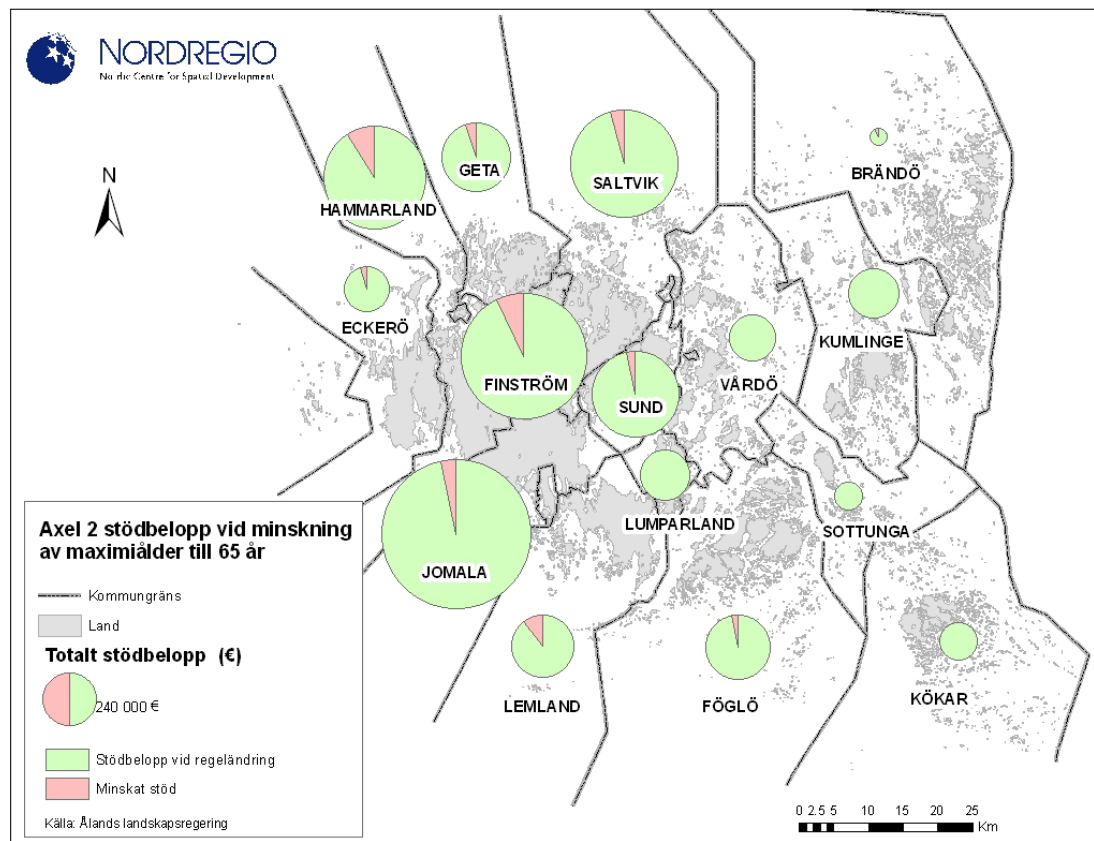 NORDREGIO
Nordic Centre for Spatial Development
N
HAMMARLAND
GETA
SALTVIK
BRÄNDÖ
ECKERÖ
FINSTRÖM
SUND
VÅRDÖ
KUMLINGE
LUMPARLAND
SOTTUNGA
JOMALA
LEMLAND
FÖGLÖ
KÖKAR
Axel 2 stödbelopp vid minskning
av maximiålder till 65 år
Kommungräns
Land
Totalt stödbelopp (€)
240 000 €
Stödbelopp vid regeländring
Minskat stöd
Källa: Ålands landskapsregering
0 2.5 5 10 15 20 25
Km